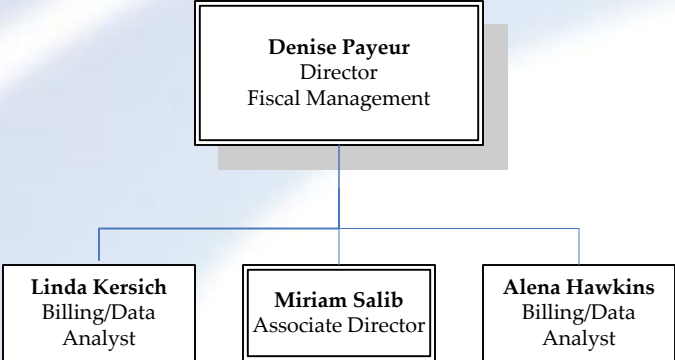 Denise Payeur
Director
Fiscal Management
Linda Kersich
Billing/Data
Analyst
Miriam Salib
Associate Director
Alena Hawkins
Billing/Data
Analyst